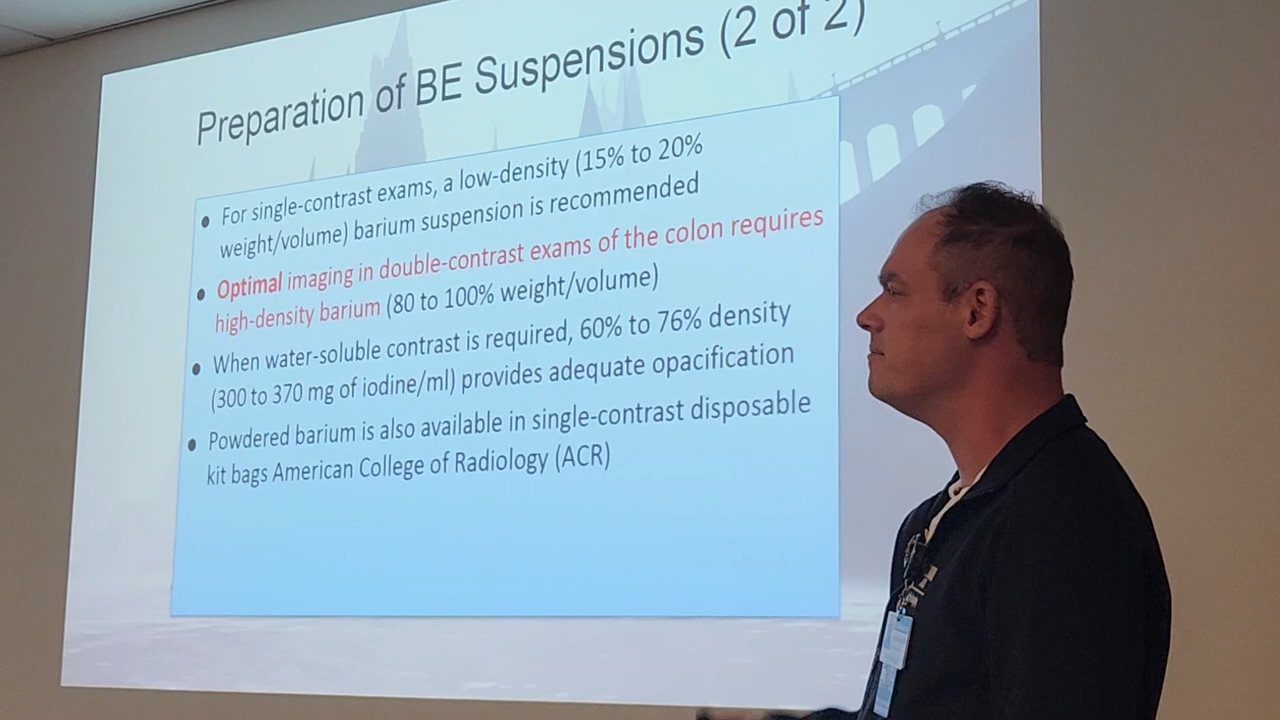 Preparation of BE Suspensions (2 of 2)
• For single-contrast exams, a low-density (15% to 20%
weight/volume) barium suspension is recommended
• Optimal imaging in double-contrast exams of the colon requires
high-density barium (80 to 100% weight/volume)
• When water-soluble contrast is required, 60% to 76% density
(300 to 370 mg of iodine/ml) provides adequate opacification
• Powdered barium is also available in single-contrast disposable
kit bags American College of Radiology (ACR)